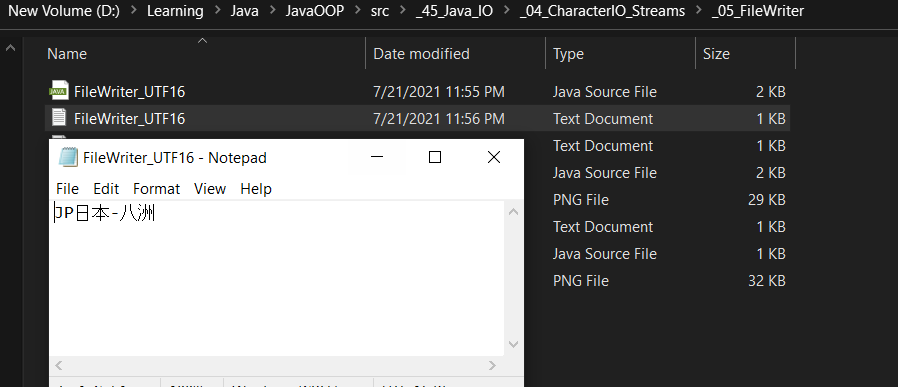 New Volume (D:) > Learning > Java > JavaOOP > src > _45_Java_IO > _04_CharacterIO_Streams > _05_FileWriter
Name Date modified Type Size
FileWriter_UTF16 7/21/2021 11:55 PM Java Source File 2 KB
FileWriter_UTF16 7/21/2021 11:56 PM Text Document 1 KB
Text Document 1 KB
Java Source File 2 KB
PNG File 29 KB
Text Document 1 KB
Java Source File 1 KB
PNG File 32 KB
FileWriter_UTF16 - Notepad
File Edit Format View Help
JP日本-八洲